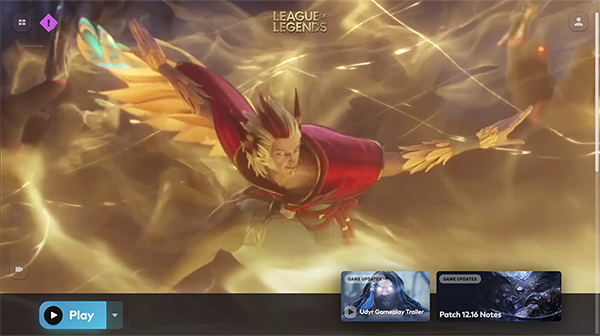 LEAGUE OF
LEGENDS
GAME UPDATES
Udyr Gameplay Trailer
GAME UPDATES
Patch 12.16 Notes
Play